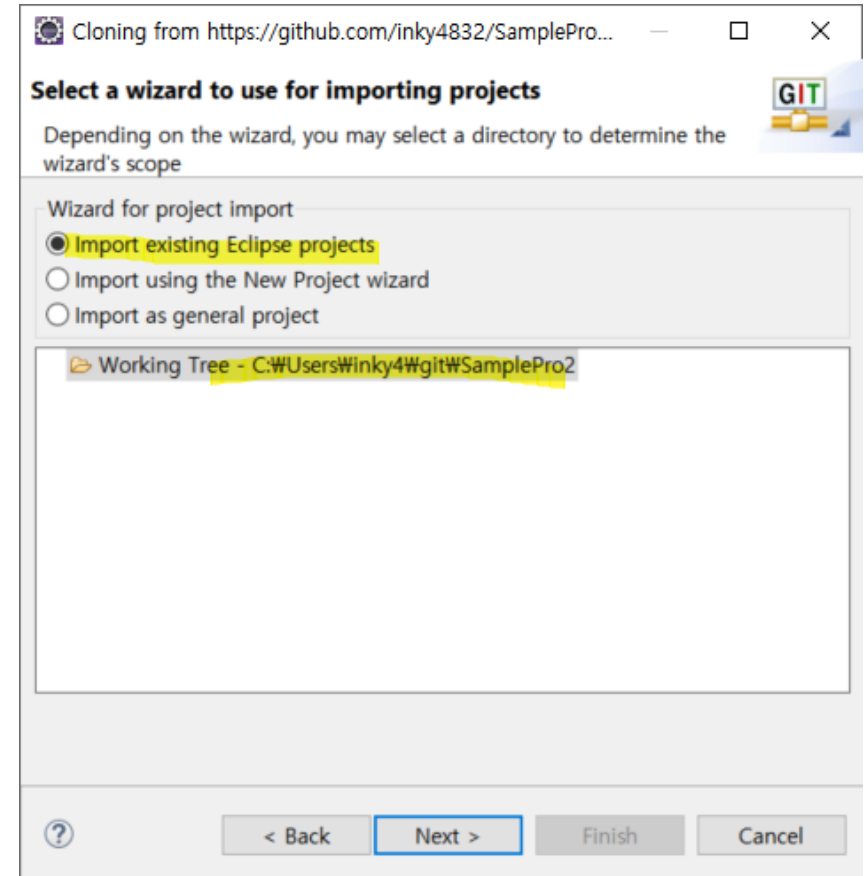 Cloning from https://github.com/inky4832/SamplePro...
Select a wizard to use for importing projects
GIT
Depending on the wizard, you may select a directory to determine the
wizard's scope
Wizard for project import
Import existing Eclipse projects
Import using the New Project wizard
Import as general project
Working Tree - C:₩Users₩inky4₩git₩SamplePro2
?
< Back
Next >
Finish
Cancel